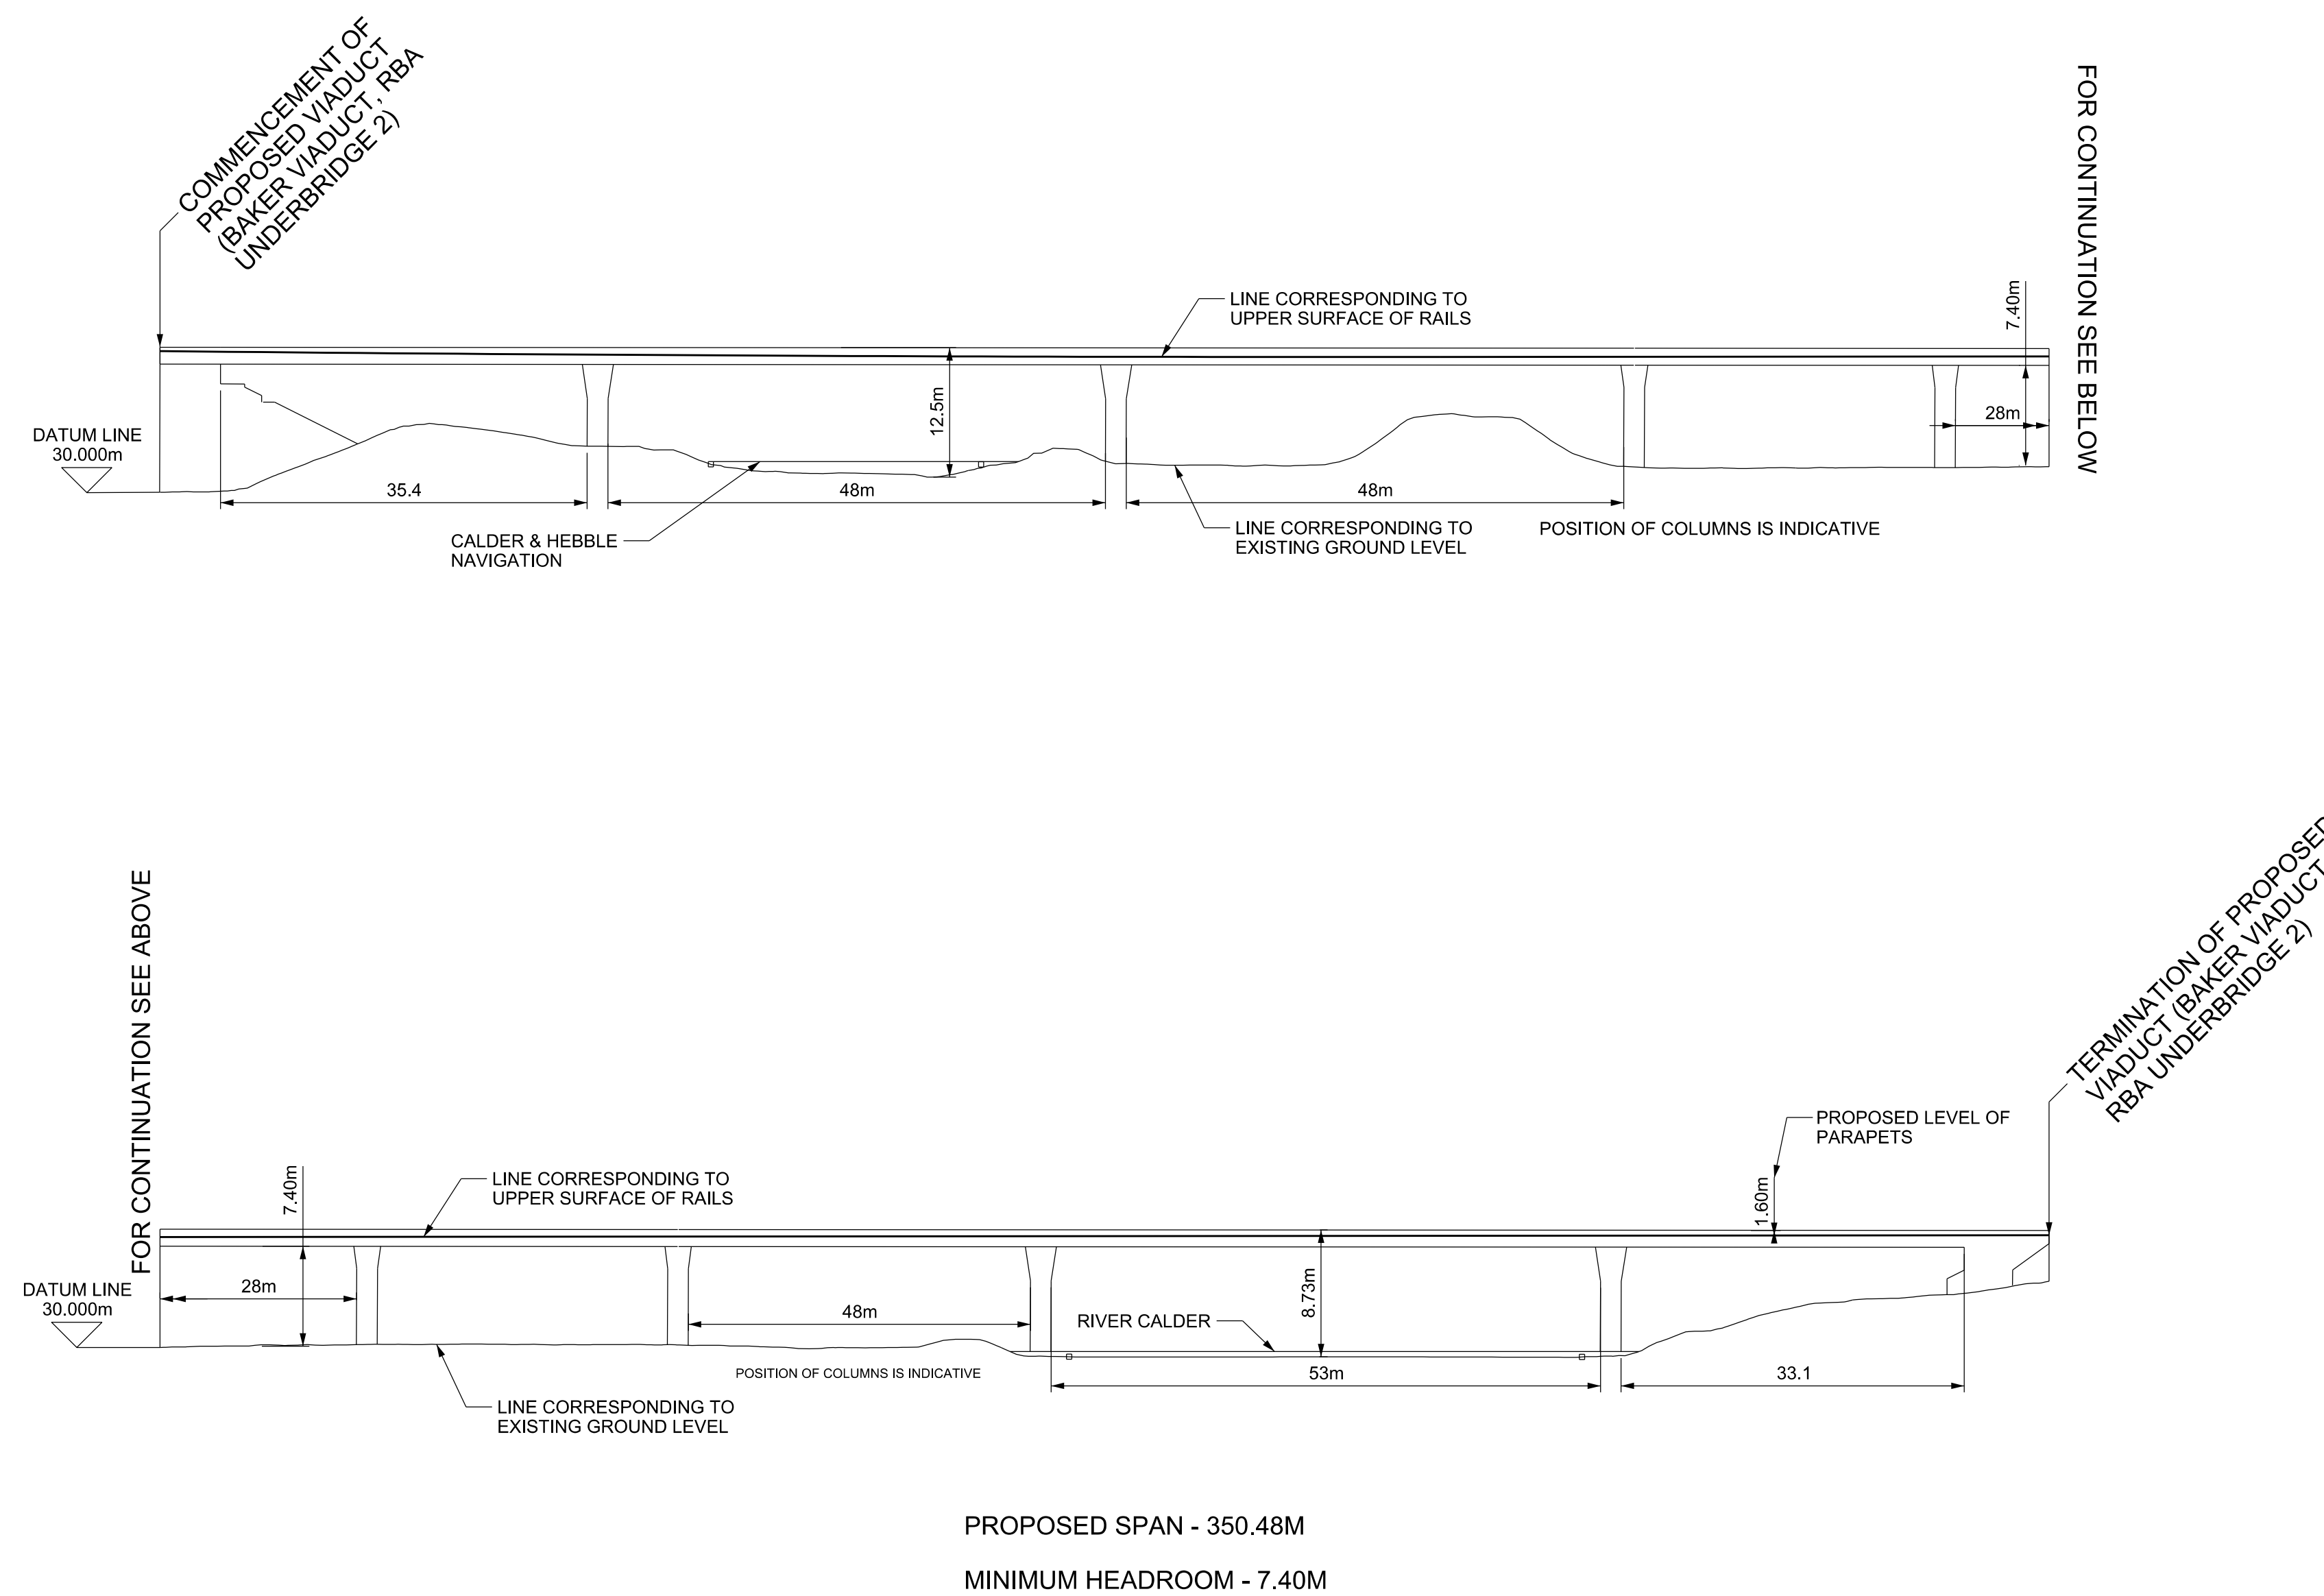 COMMENCEMENT OF
PROPOSED VIADUCT
(BAKER VIADUCT, RBA
UNDERBRIDGE 2)
FOR CONTINUATION SEE BELOW
LINE CORRESPONDING TO
UPPER SURFACE OF RAILS
7.40m
12.5m
28m
DATUM LINE
30.000m
35.4
48m
48m
CALDER & HEBBLE
NAVIGATION
LINE CORRESPONDING TO
EXISTING GROUND LEVEL
POSITION OF COLUMNS IS INDICATIVE
FOR CONTINUATION SEE ABOVE
TERMINATION OF PROPOSED
VIADUCT (BAKER VIADUCT
RBA UNDERBRIDGE 2)
PROPOSED LEVEL OF
PARAPETS
LINE CORRESPONDING TO
UPPER SURFACE OF RAILS
7.40m
1.60m
DATUM LINE
30.000m
28m
48m
8.73m
RIVER CALDER
POSITION OF COLUMNS IS INDICATIVE
53m
33.1
LINE CORRESPONDING TO
EXISTING GROUND LEVEL
PROPOSED SPAN - 350.48M
MINIMUM HEADROOM - 7.40M